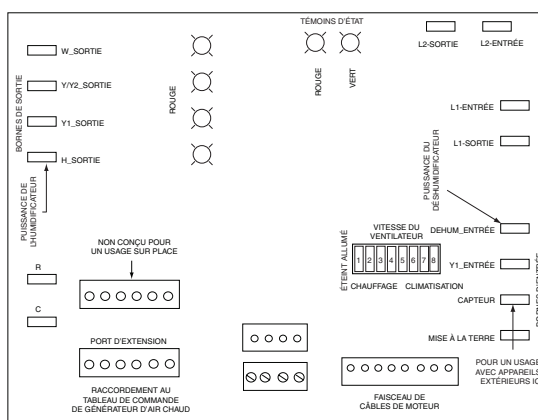 TÉMOINS D'ÉTAT
ROUGE
VERT
L2-SORTIE
L2-ENTRÉE
BORNES DE SORTIE
W_SORTIE
Y/Y2_SORTIE
Y1_SORTIE
H_SORTIE
ROUGE
PUISSANCE DE
L'HUMIDIFICATEUR
L1-ENTRÉE
L1-SORTIE
PUISSANCE DU
DÉSHUMIDIFICATEUR
DEHUM_ENTRÉE
Y1_ENTRÉE
CAPTEUR
MISE À LA TERRE
R
C
NON CONÇU POUR
UN USAGE SUR PLACE
VITESSE DU
VENTILATEUR
ÉTEINT ALLUMÉ
1 2 3 4 5 6 7 8
CHAUFFAGE CLIMATISATION
PORT D'EXTENSION
RACCORDEMENT AU
TABLEAU DE COMMANDE
DE GÉNÉRATEUR D'AIR CHAUD
FAISCEAU DE
CÂBLES DE MOTEUR
POUR UN USAGE
AVEC APPAREILS
EXTÉRIEURS